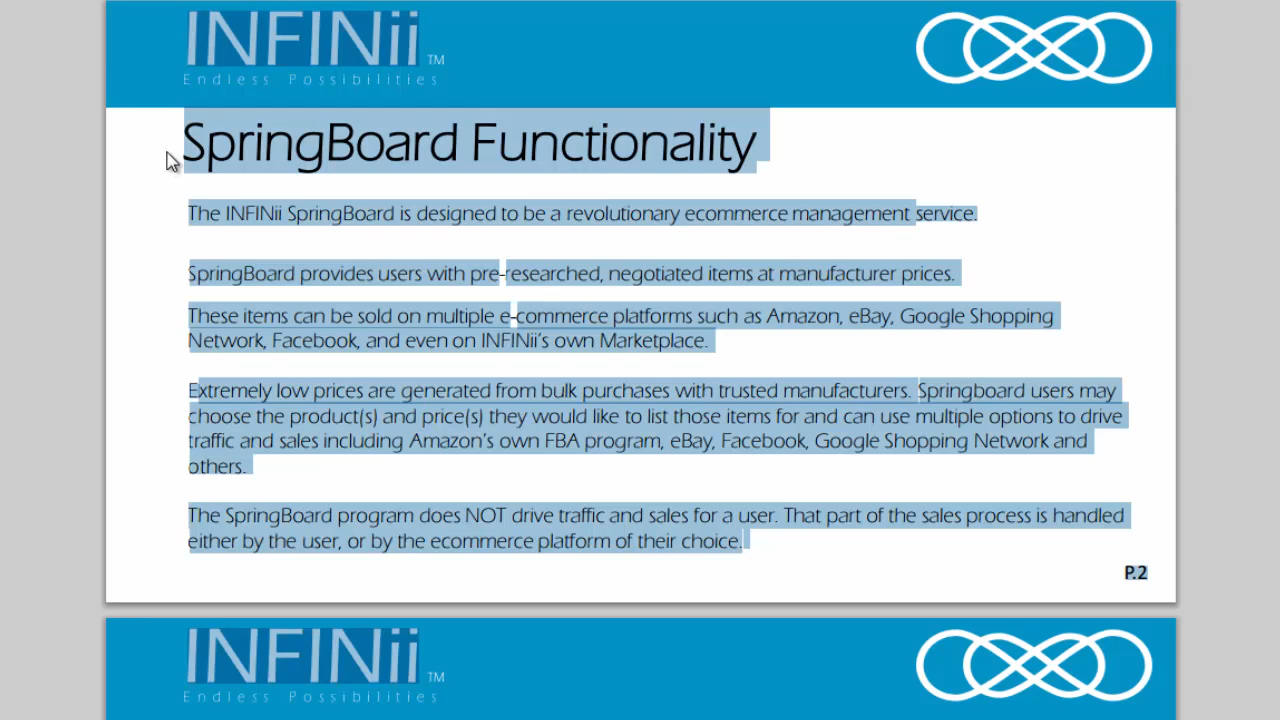 INFINii TM
Endless Possibilities
SpringBoard Functionality
The INFINii SpringBoard is designed to be a revolutionary ecommerce management service.
SpringBoard provides users with pre-researched, negotiated items at manufacturer prices.
These items can be sold on multiple e-commerce platforms such as Amazon, eBay, Google Shopping
Network, Facebook, and even on INFINii's own Marketplace.
Extremely low prices are generated from bulk purchases with trusted manufacturers. Springboard users may
choose the product(s) and price(s) they would like to list those items for and can use multiple options to drive
traffic and sales including Amazon's own FBA program, eBay, Facebook, Google Shopping Network and
others.
The SpringBoard program does NOT drive traffic and sales for a user. That part of the sales process is handled
either by the user, or by the ecommerce platform of their choice.
P.2
INFINii TM
Endless Possibilities